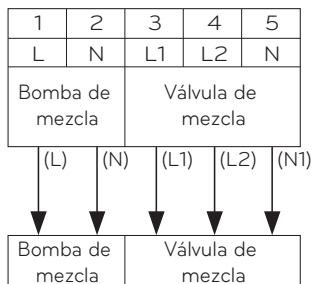 1 2 3 4 5
L N L1 L2 N
Bomba de Válvula de
mezcla mezcla
(L) (N) (L1) (L2) (N1)
Bomba de Válvula de
mezcla mezcla